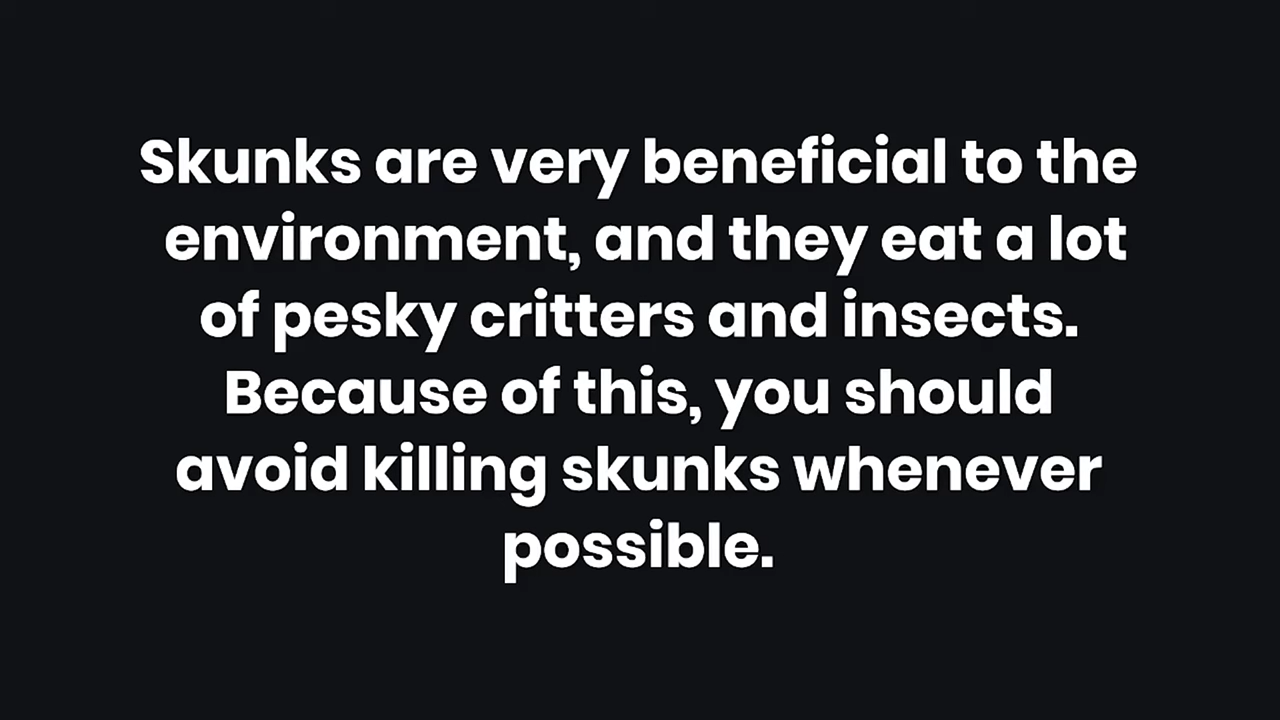 Skunks are very beneficial to the
environment, and they eat a lot
of pesky critters and insects.
Because of this, you should
avoid killing skunks whenever
possible.